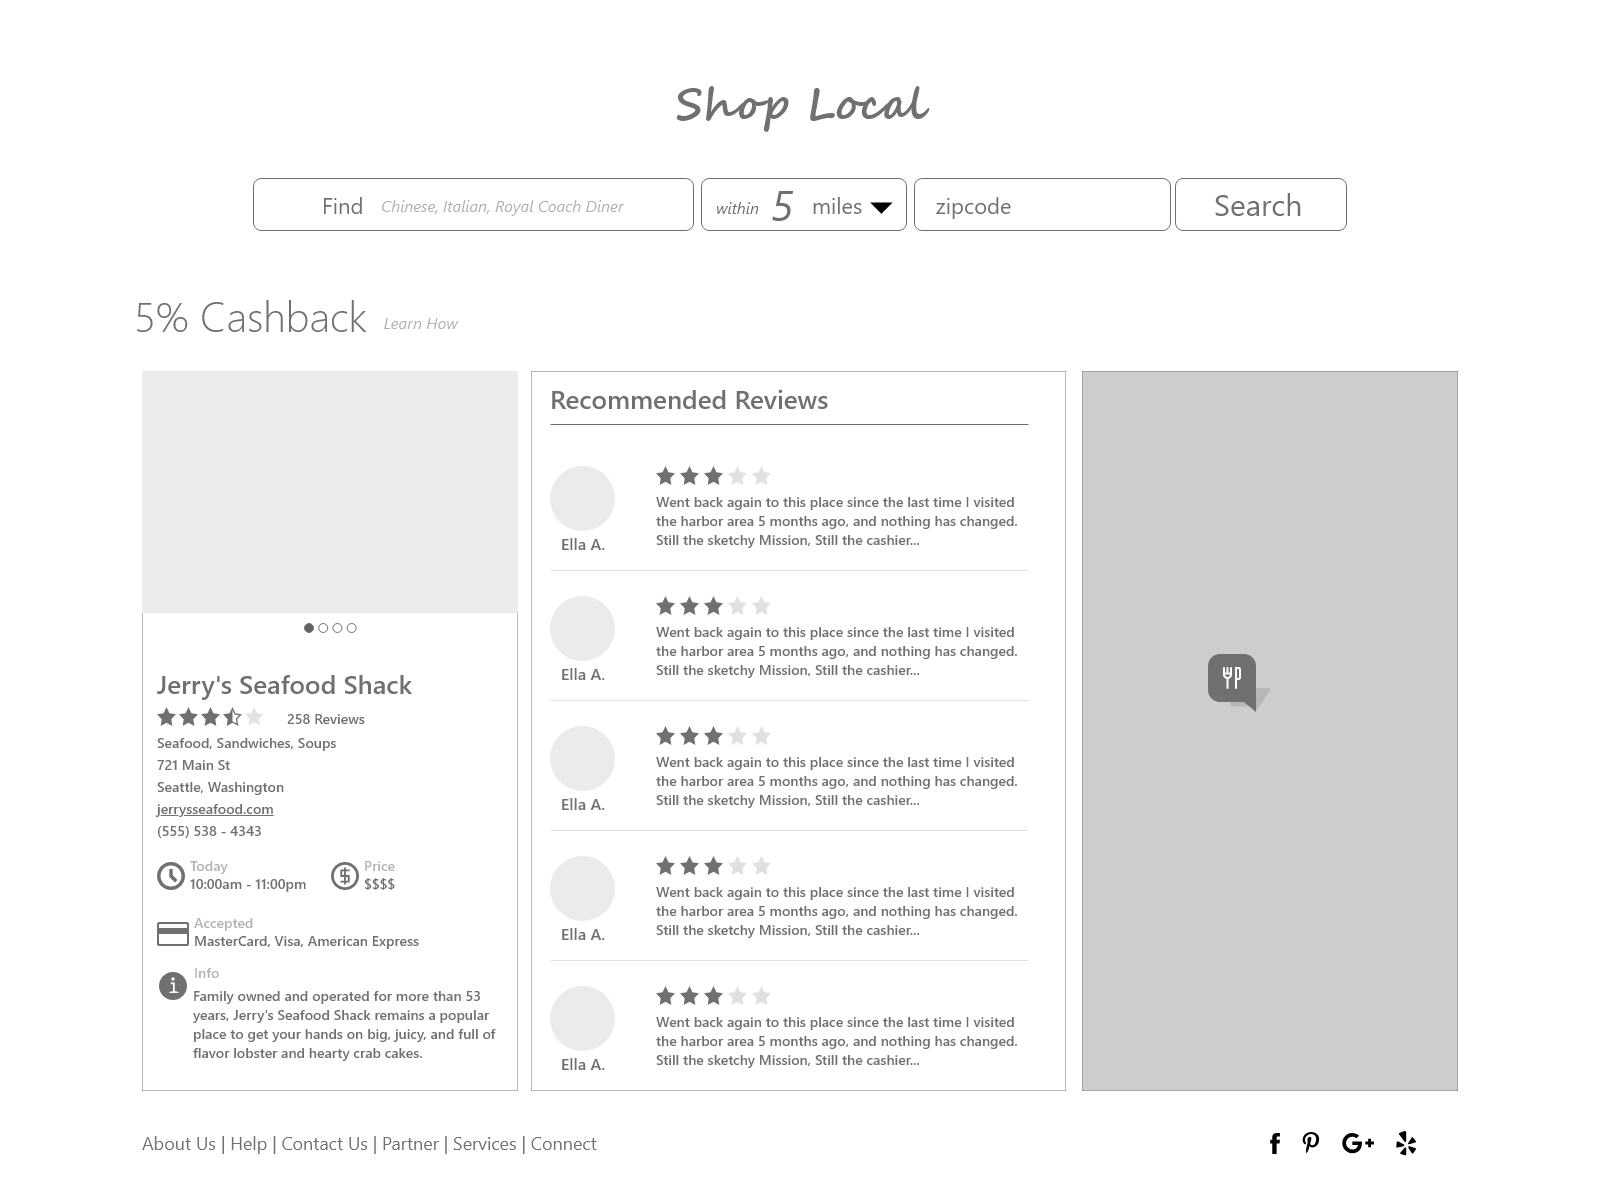 Shop Local
Find Chinese, Italian, Royal Coach Diner
within 5 miles
zipcode
Search
5% Cashback Learn How
Jerry's Seafood Shack
258 Reviews
Seafood, Sandwiches, Soups
721 Main St
Seattle, Washington
jerrysseafood.com
(555) 538 - 4343
Today
10:00am - 11:00pm
Price
$$$$
Accepted
MasterCard, Visa, American Express
Info
Family owned and operated for more than 53
years, Jerry's Seafood Shack remains a popular
place to get your hands on big, juicy, and full of
flavor lobster and hearty crab cakes.
Recommended Reviews
Went back again to this place since the last time I visited
the harbor area 5 months ago, and nothing has changed.
Still the sketchy Mission, Still the cashier...
Ella A.
Went back again to this place since the last time I visited
the harbor area 5 months ago, and nothing has changed.
Still the sketchy Mission, Still the cashier...
Ella A.
Went back again to this place since the last time I visited
the harbor area 5 months ago, and nothing has changed.
Still the sketchy Mission, Still the cashier...
Ella A.
Went back again to this place since the last time I visited
the harbor area 5 months ago, and nothing has changed.
Still the sketchy Mission, Still the cashier...
Ella A.
Went back again to this place since the last time I visited
the harbor area 5 months ago, and nothing has changed.
Still the sketchy Mission, Still the cashier...
Ella A.
About Us | Help | Contact Us | Partner | Services | Connect